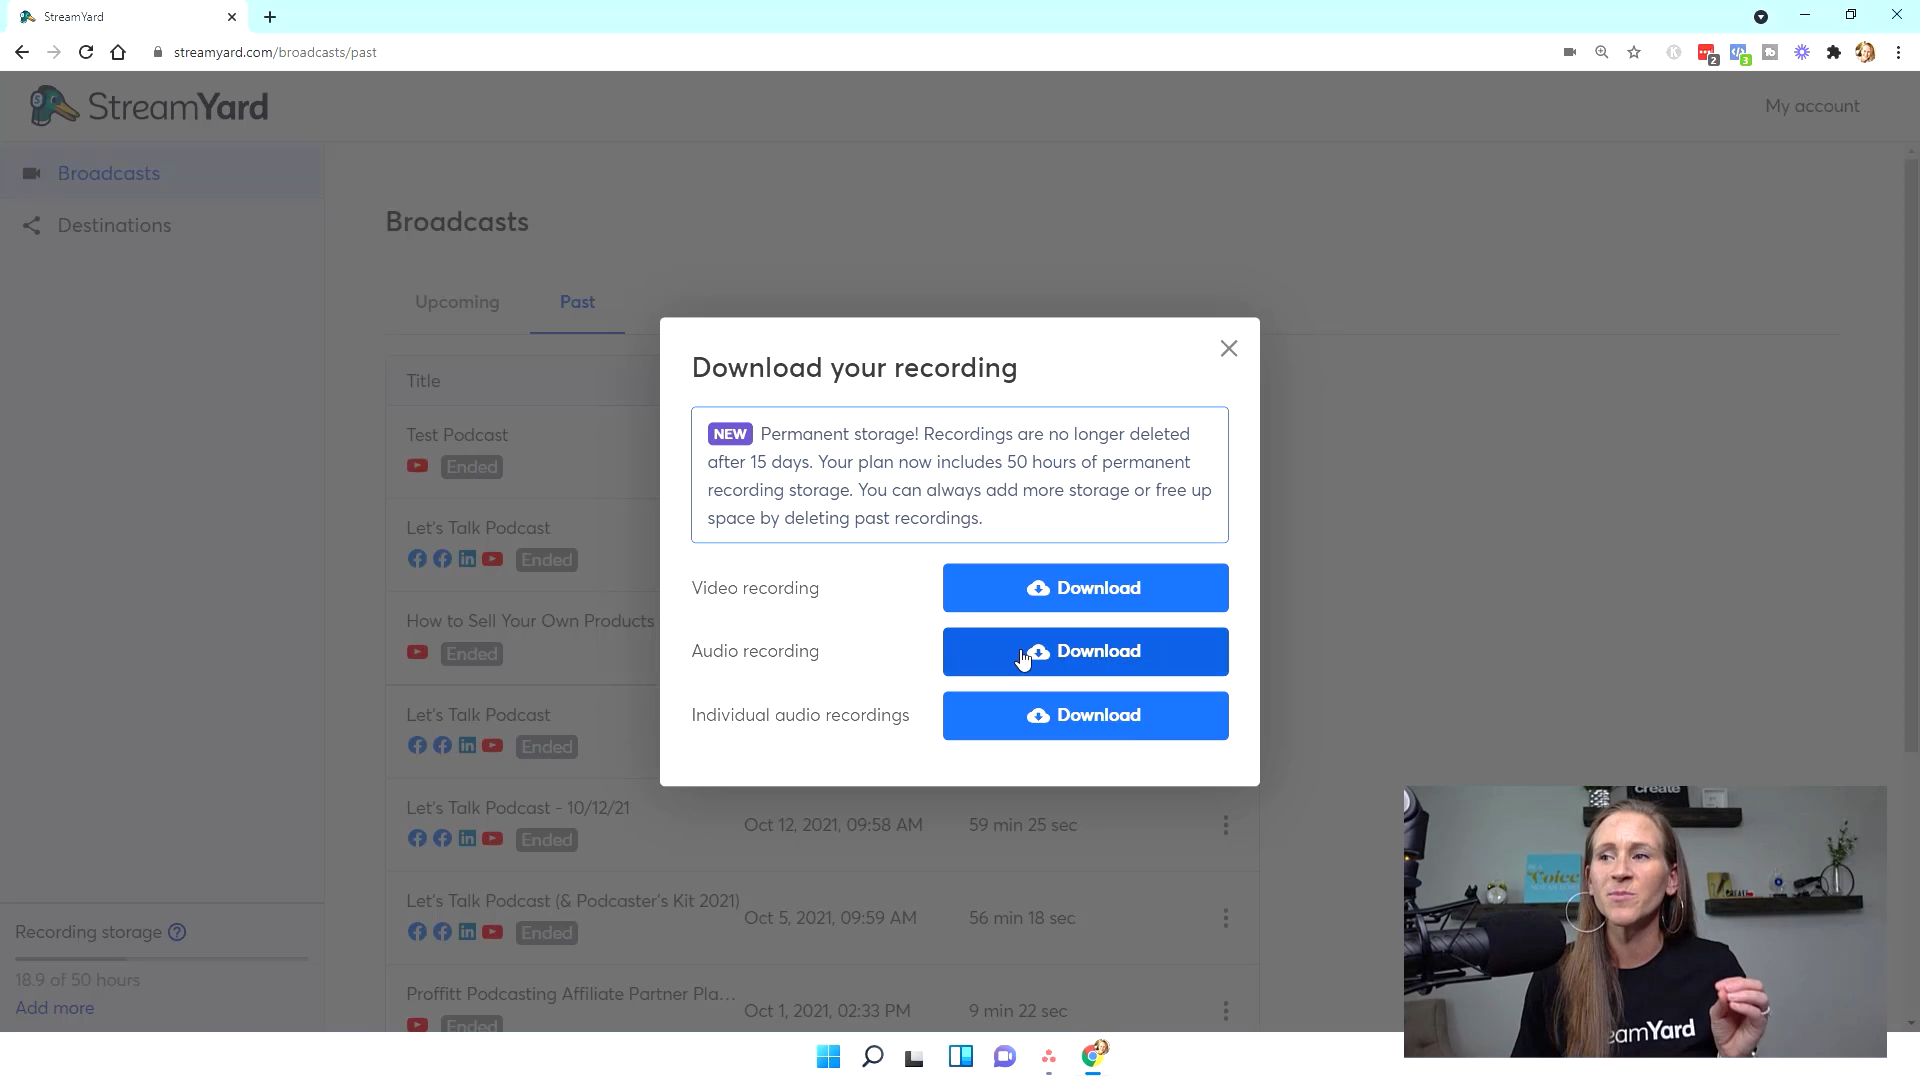 StreamYard
streamyard.com/broadcasts/past
2
3
StreamYard
My account
Broadcasts
Destinations
Broadcasts
Upcoming
Past
Title
Test Podcast
Ended
Let's Talk Podcast
Ended
How to Sell Your Own Products
Ended
Let's Talk Podcast
Ended
Let's Talk Podcast - 10/12/21
Oct 12, 2021, 09:58 AM
59 min 25 sec
Ended
Let's Talk Podcast (& Podcaster's Kit 2021)
Oct 5, 2021, 09:59 AM
56 min 18 sec
Ended
Proffitt Podcasting Affiliate Partner Pla...
Oct 1, 2021, 02:33 PM
9 min 22 sec
Ended
Download your recording
NEW Permanent storage! Recordings are no longer deleted
after 15 days. Your plan now includes 50 hours of permanent
recording storage. You can always add more storage or free up
space by deleting past recordings.
Video recording
Download
Audio recording
Download
Individual audio recordings
Download
Recording storage
18.9 of 50 hours
Add more
create
Voice
CREATE
eamYard